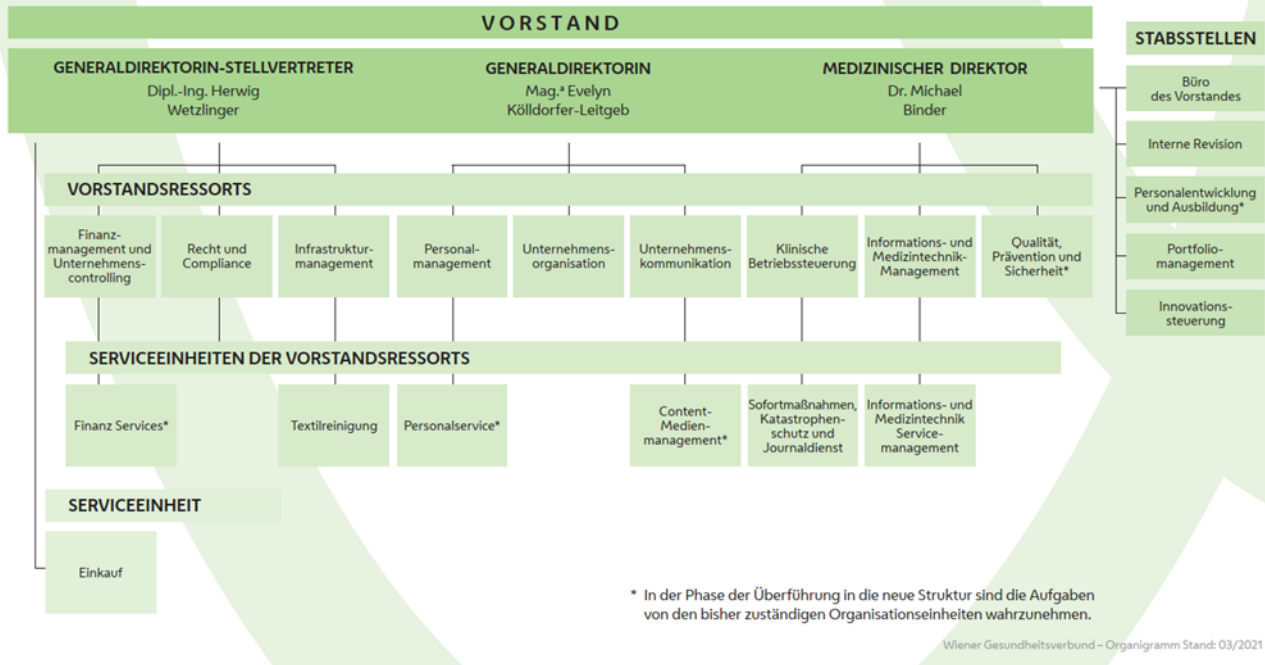 VORSTAND
GENERALDIREKTORIN-STELLVERTRETER
Dipl.-Ing. Herwig
Wetzlinger
GENERALDIREKTORIN
Mag.ª Evelyn
Kölldorfer-Leitgeb
MEDIZINISCHER DIREKTOR
Dr. Michael
Binder
STABSSTELLEN
Büro
des Vorstandes
Interne Revision
Personalentwicklung
und Ausbildung*
Portfolio-
management
Innovations-
steuerung
VORSTANDSRESSORTS
Finanz-
management und
Unternehmens-
controlling
Recht und
Compliance
Infrastruktur-
management
Personal-
management
Unternehmens-
organisation
Unternehmens-
kommunikation
Klinische
Betriebssteuerung
Informations- und
Medizintechnik-
Management
Qualität,
Prävention und
Sicherheit*
SERVICEEINHEITEN DER VORSTANDSRESSORTS
Finanz Services*
Textilreinigung
Personalservice*
Content-
Medien-
management*
Sofortmaßnahmen,
Katastrophen-
schutz und
Journaldienst
Informations- und
Medizintechnik
Service-
management
SERVICEEINHEIT
Einkauf
* In der Phase der Überführung in die neue Struktur sind die Aufgaben
von den bisher zuständigen Organisationseinheiten wahrzunehmen.
Wiener Gesundheitsverbund – Organigramm Stand: 03/2021